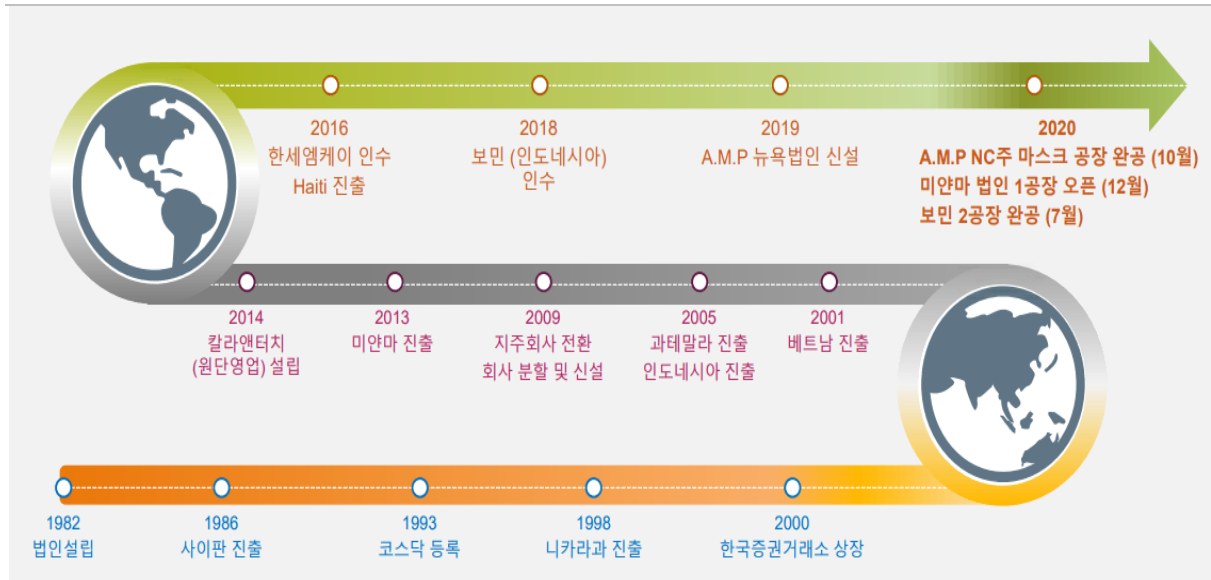 2016
한세엠케이 인수
Haiti 진출
2018
보민 (인도네시아)
인수
2019
A.M.P 뉴욕법인 신설
2020
A.M.P NC주 마스크 공장 완공 (10월)
미얀마 법인 1공장 오픈 (12월)
보민 2공장 완공 (7월)
2014
칼라앤터치
(원단영업) 설립
2013
미얀마 진출
2009
지주회사 전환
회사 분할 및 신설
2005
과테말라 진출
인도네시아 진출
2001
베트남 진출
1982
법인설립
1986
사이판 진출
1993
코스닥 등록
1998
니카라과 진출
2000
한국증권거래소 상장